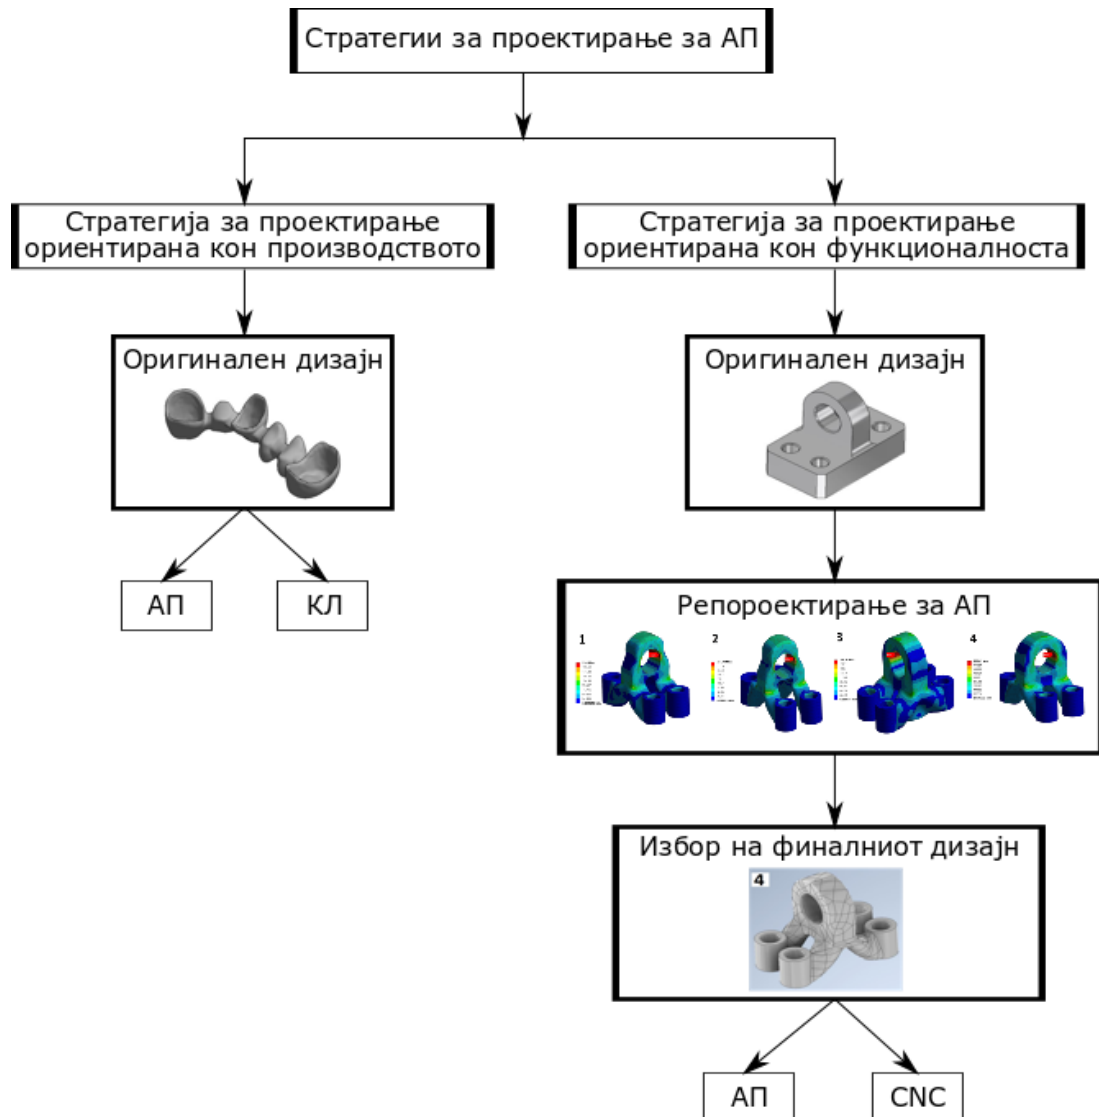 Стратегии за проектирање за АП
Стратегија за проектирање
ориентирана кон производството
Стратегија за проектирање
ориентирана кон функционалноста
Оригинален дизајн
Оригинален дизајн
АП
КЛ
Репороектирање за АП
1
2
3
4
Избор на финалниот дизајн
4
АП
CNC